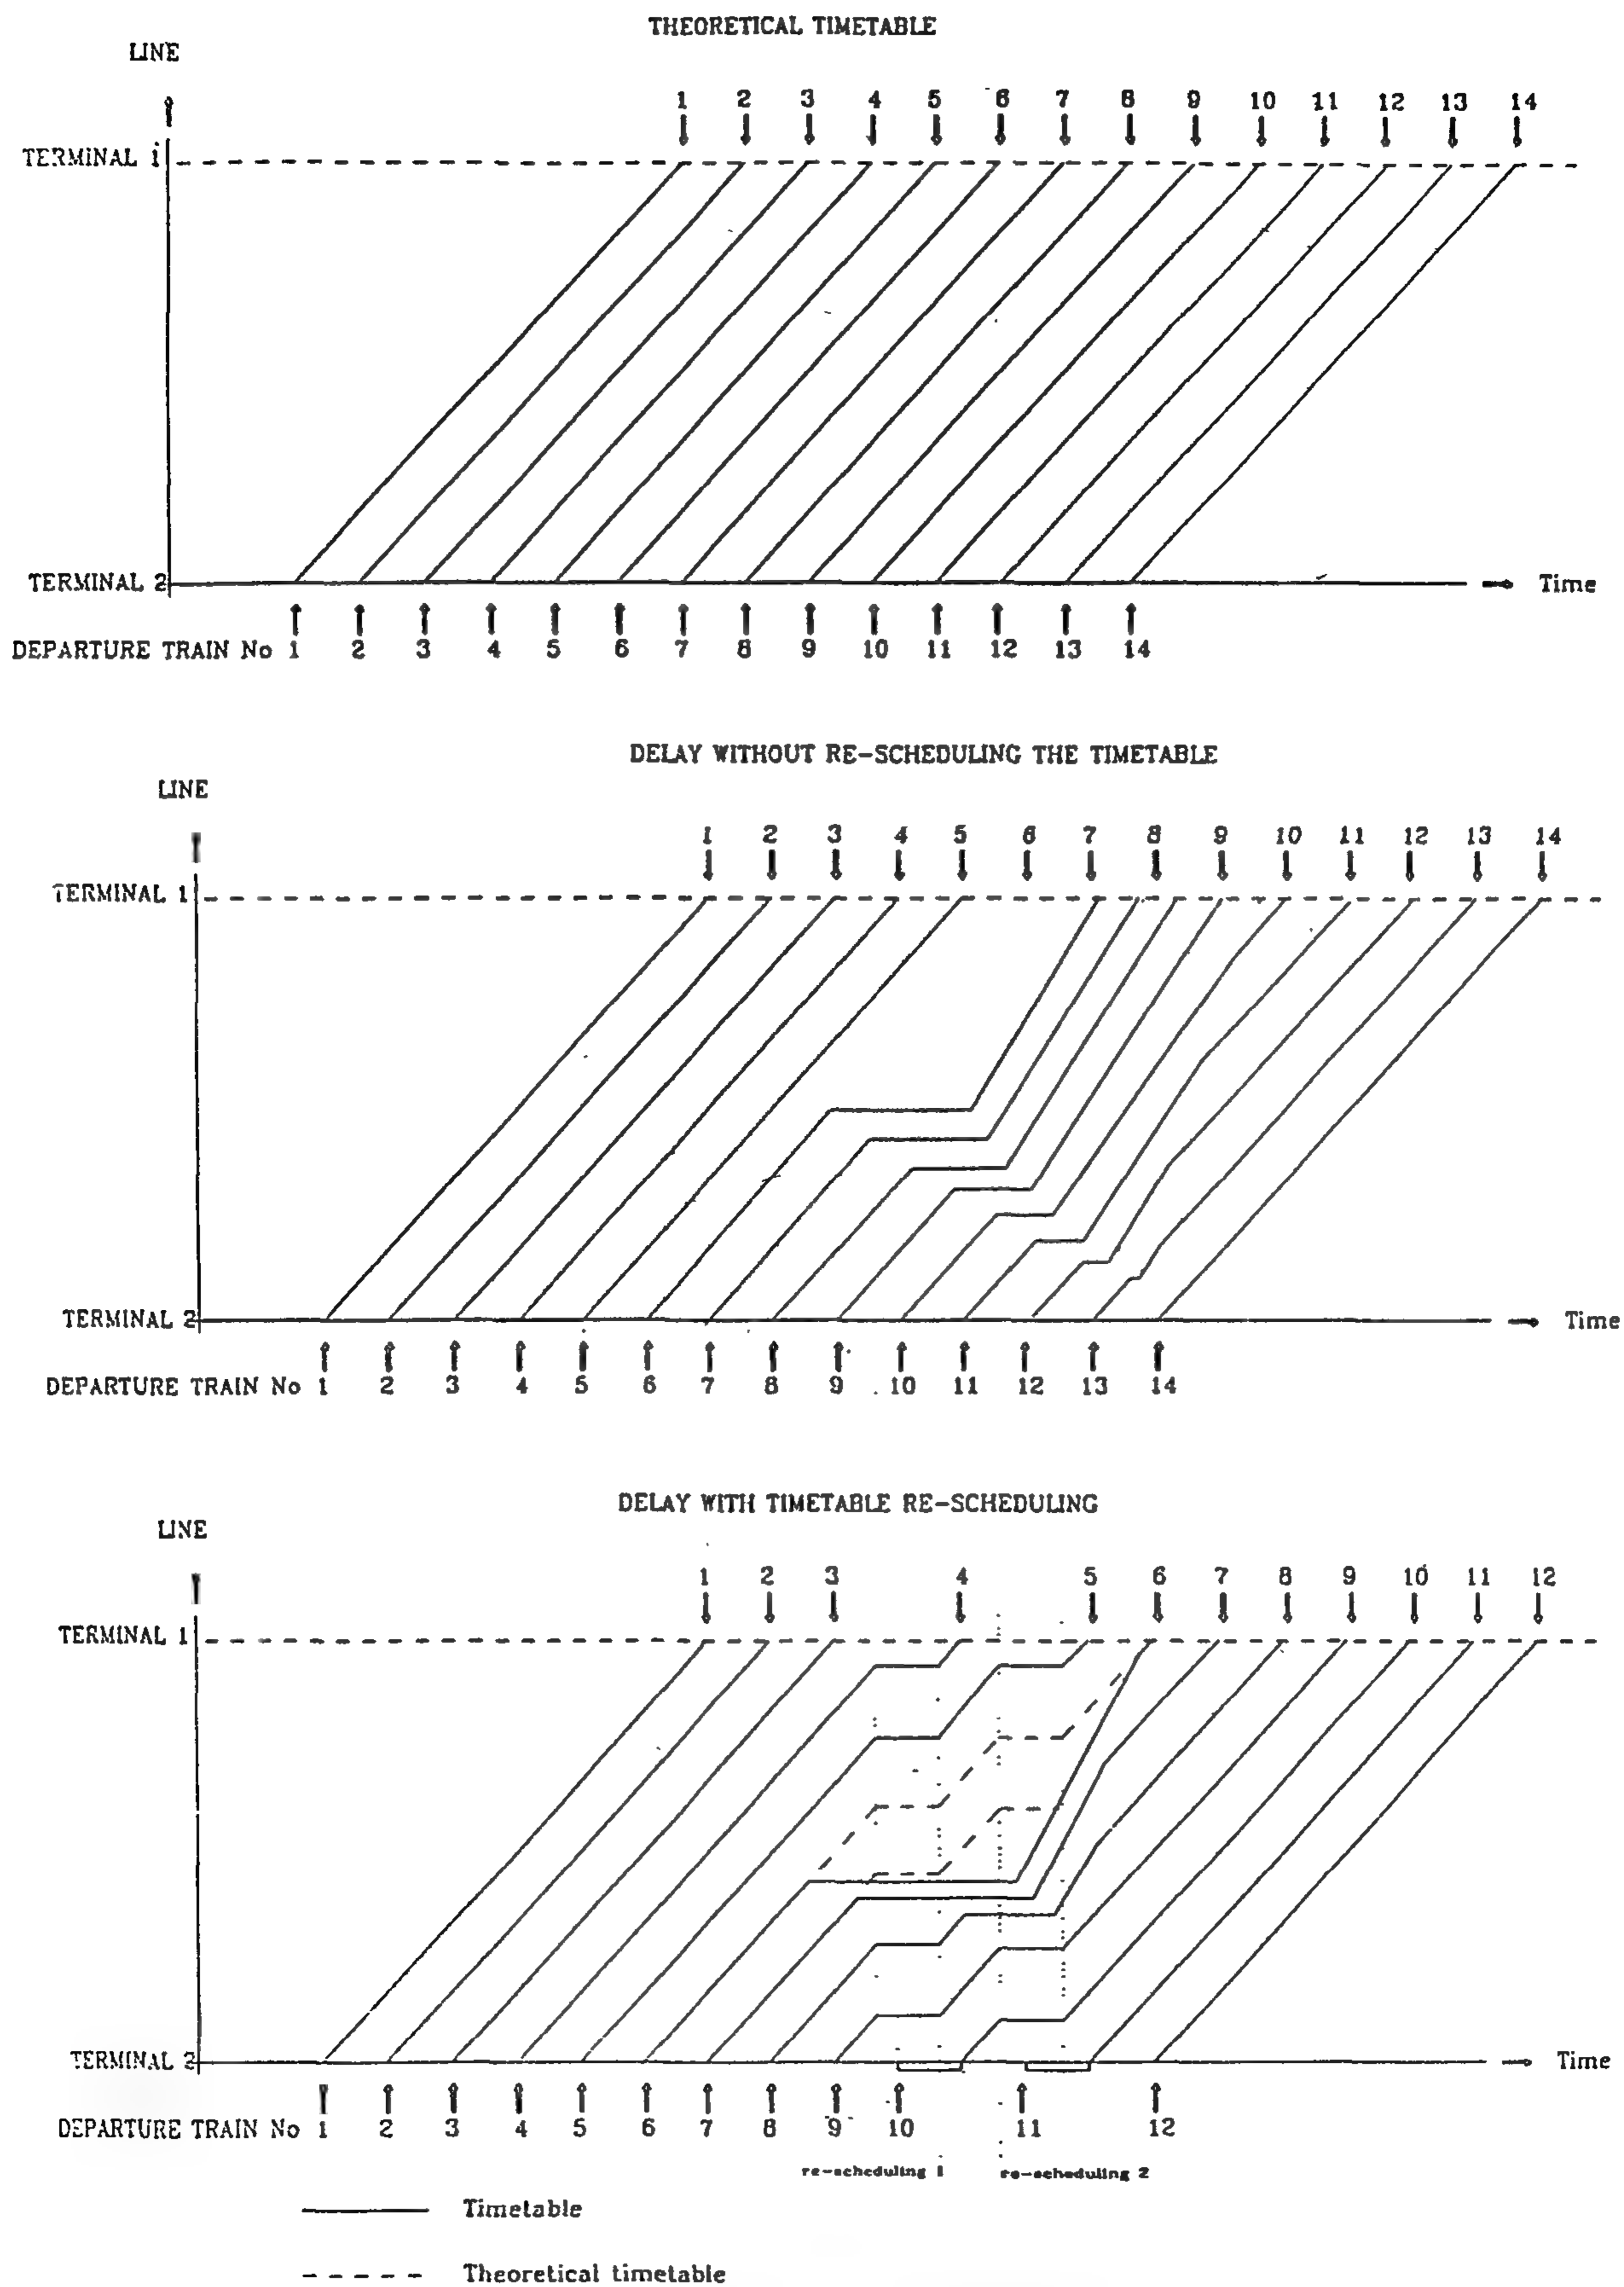 THEORETICAL TIMETABLE
LINE
1 2 3 4 5 6 7 8 9 10 11 12 13 14
TERMINAL 1
TERMINAL 2
Time
DEPARTURE TRAIN No 1 2 3 4 5 6 7 8 9 10 11 12 13 14
DELAY WITHOUT RE-SCHEDULING THE TIMETABLE
LINE
1 2 3 4 5 6 7 8 9 10 11 12 13 14
TERMINAL 1
TERMINAL 2
Time
DEPARTURE TRAIN No 1 2 3 4 5 6 7 8 9 10 11 12 13 14
DELAY WITH TIMETABLE RE-SCHEDULING
LINE
1 2 3 4 5 6 7 8 9 10 11 12
TERMINAL 1
TERMINAL 2
Time
DEPARTURE TRAIN No 1 2 3 4 5 6 7 8 9 10 11 12
re-scheduling 1 re-scheduling 2
Timetable
Theoretical timetable